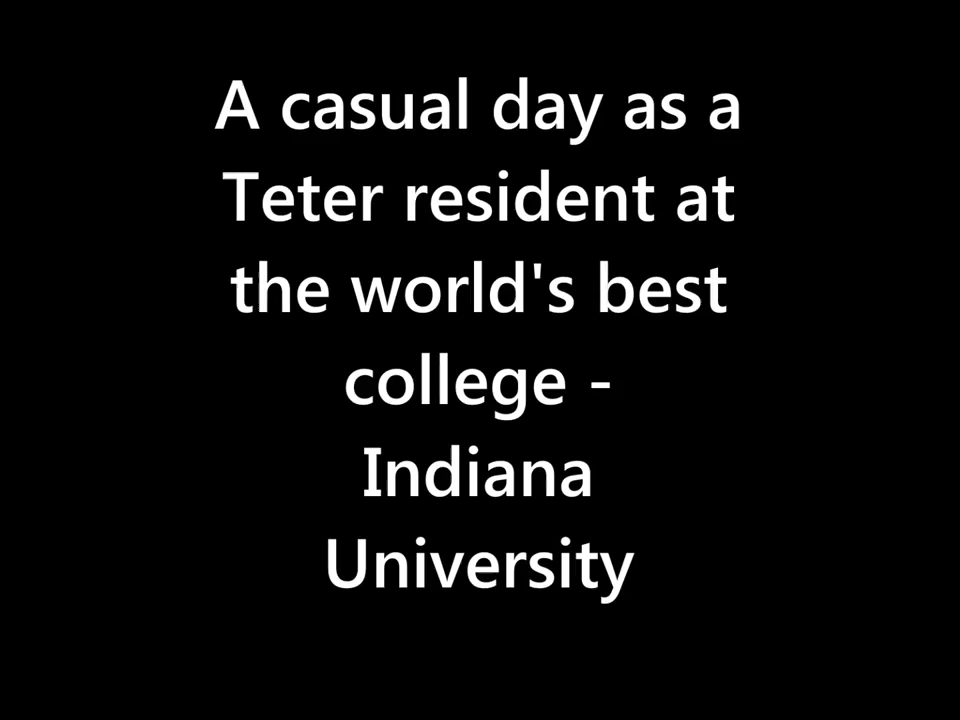 A casual day as a
Teter resident at
the world's best
college -
Indiana
University